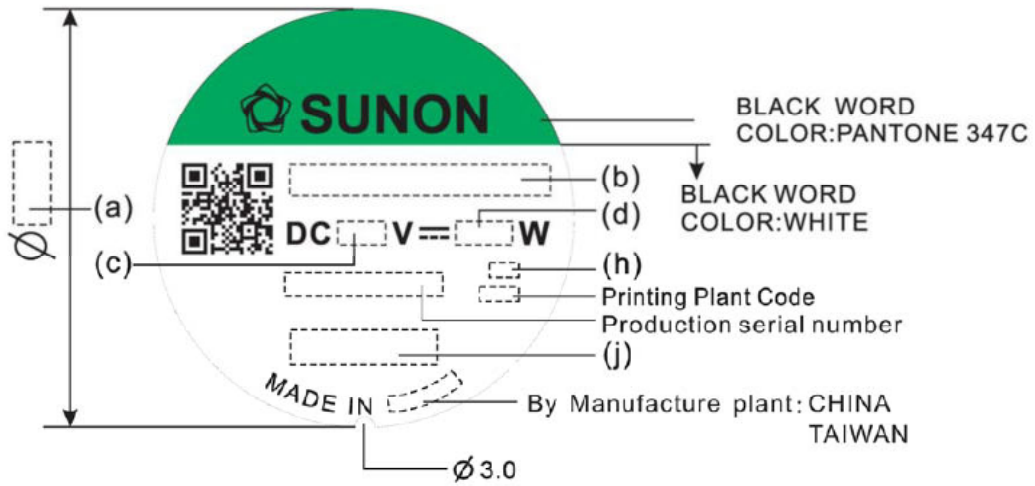 SUNON
BLACK WORD
COLOR:PANTONE 347C
BLACK WORD
COLOR:WHITE
(a)
Ø
(b)
(d)
DC V W
(c)
(h)
Printing Plant Code
Production serial number
(j)
MADE IN
By Manufacture plant: CHINA
TAIWAN
Ø3.0